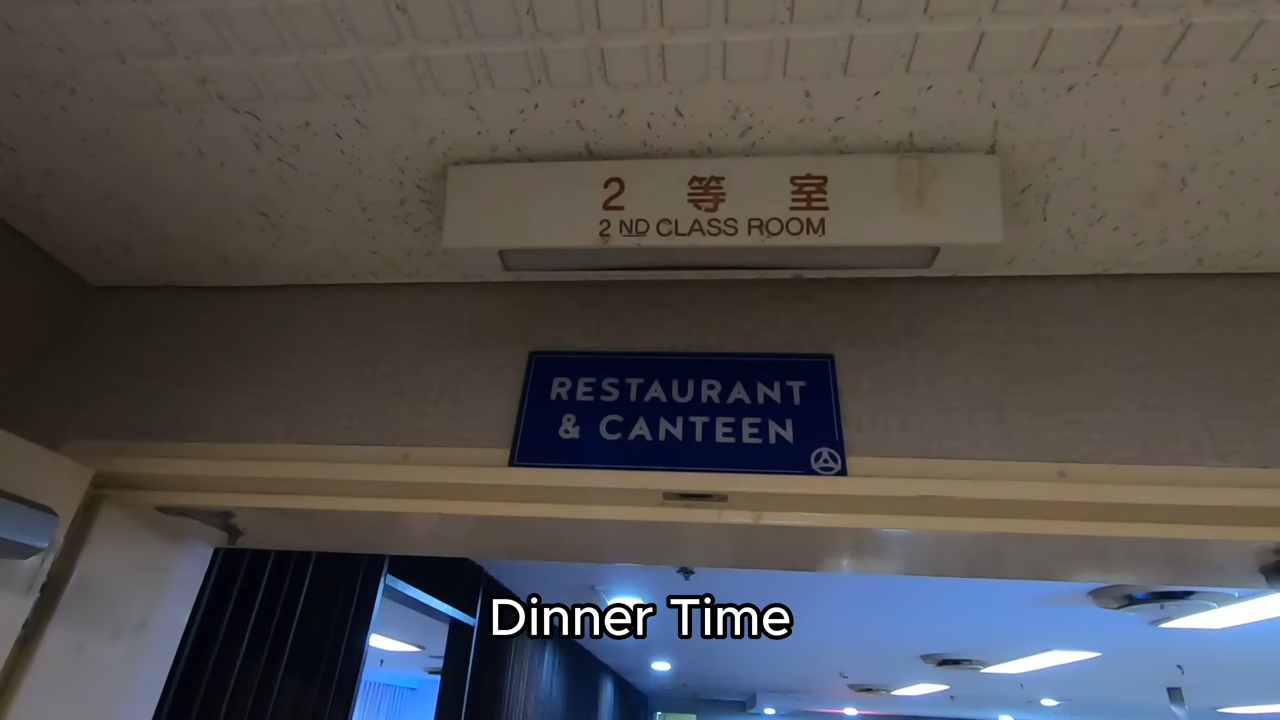 2 等 室
2 ND CLASS ROOM
RESTAURANT
& CANTEEN
Dinner Time